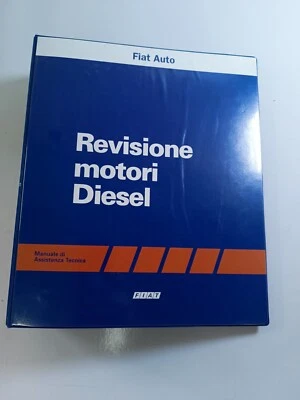 Fiat Auto
Revisione
motori
Diesel
Manuale di
Assistenza Tecnica
FIAT